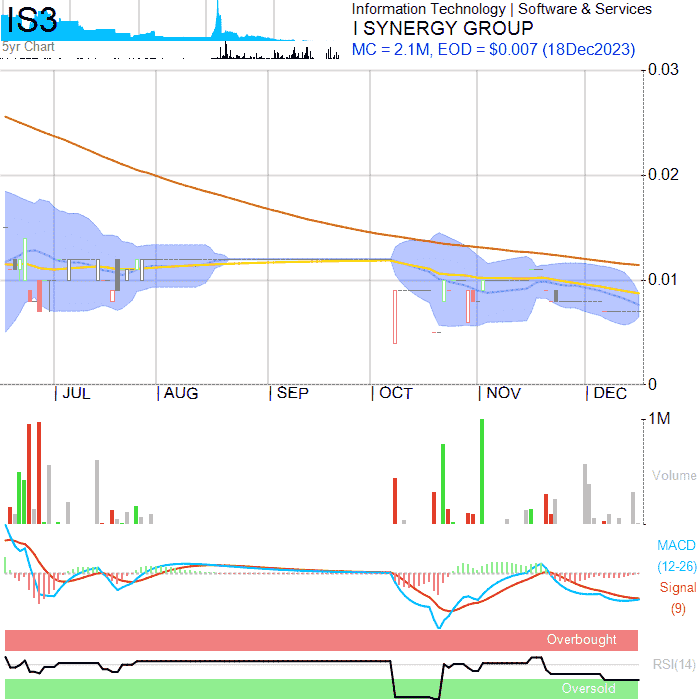 IS3
5yr Chart
Information Technology | Software & Services
I SYNERGY GROUP
MC = 2.1M, EOD = $0.007 (18Dec2023)
0.03
0.02
0.01
0
JUL
AUG
SEP
OCT
NOV
DEC
1M
Volume
MACD
(12-26)
Signal
(9)
Overbought
RSI(14)
Oversold